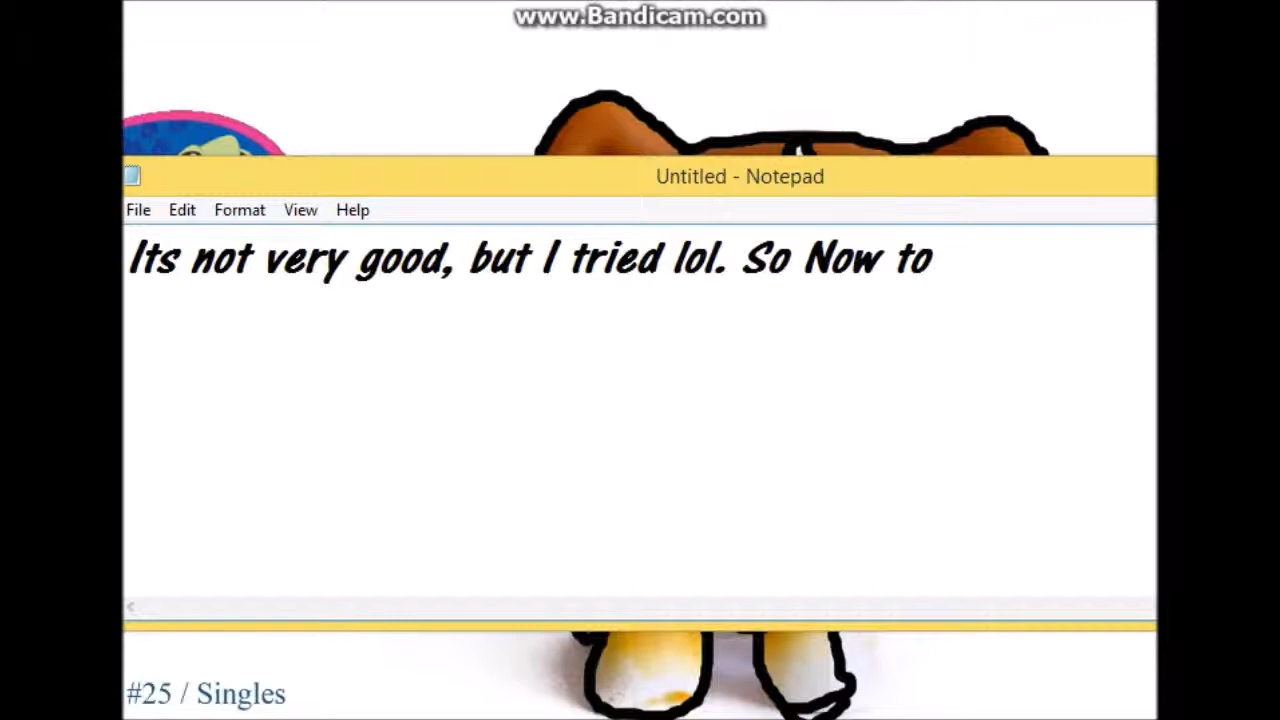 www.Bandicam.com
Untitled - Notepad
File Edit Format View Help
Its not very good, but I tried lol. So Now to
#25 / Singles